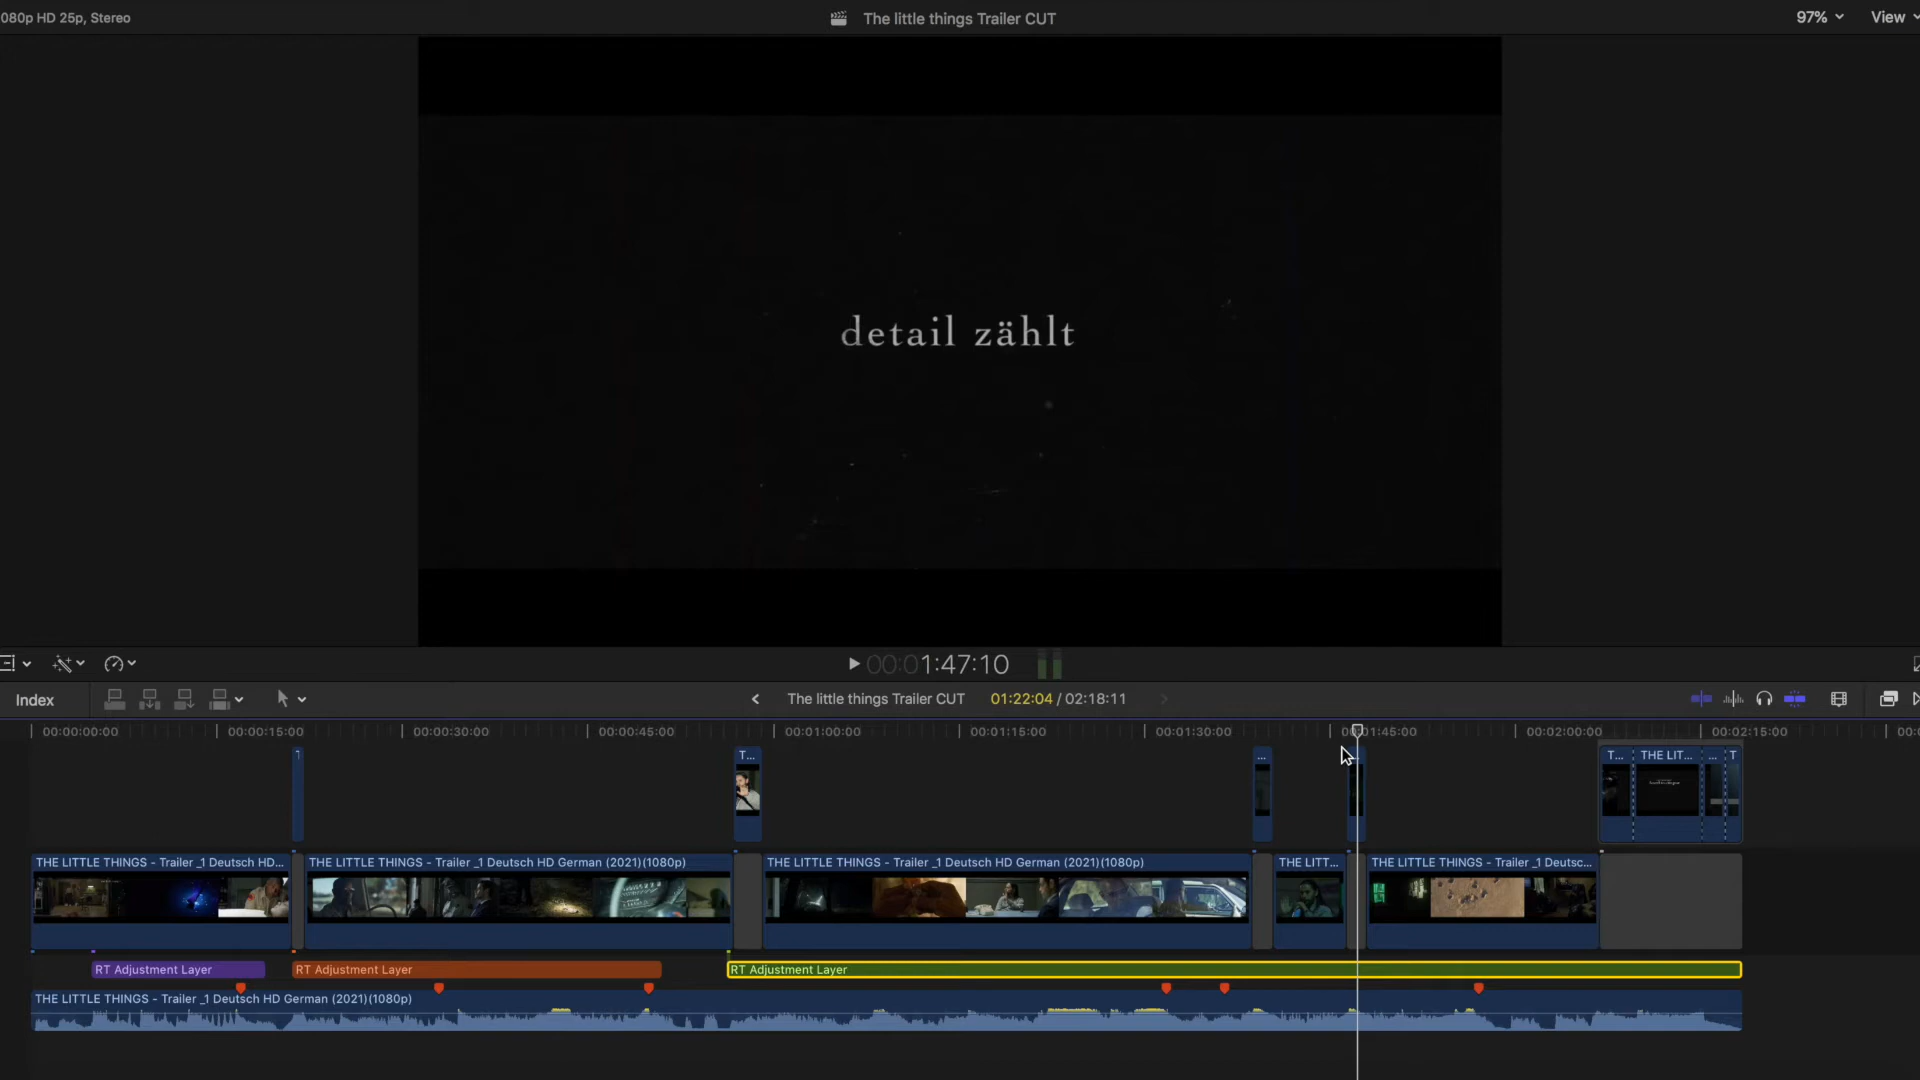 080p HD 25p, Stereo
The little things Trailer CUT
97%
View
detail zählt
00:01:47:10
Index
The little things Trailer CUT
01:22:04 / 02:18:11
00:00:00:00
00:00:15:00
00:00:30:00
00:00:45:00
00:01:00:00
00:01:15:00
00:01:30:00
00:01:45:00
00:02:00:00
00:02:15:00
T...
...
T...
THE LIT...
...
T
THE LITTLE THINGS - Trailer _1 Deutsch HD...
THE LITTLE THINGS - Trailer _1 Deutsch HD German (2021)(1080p)
THE LITTLE THINGS - Trailer _1 Deutsch HD German (2021)(1080p)
THE LITT...
THE LITTLE THINGS - Trailer _1 Deutsc...
RT Adjustment Layer
RT Adjustment Layer
RT Adjustment Layer
THE LITTLE THINGS - Trailer _1 Deutsch HD German (2021)(1080p)